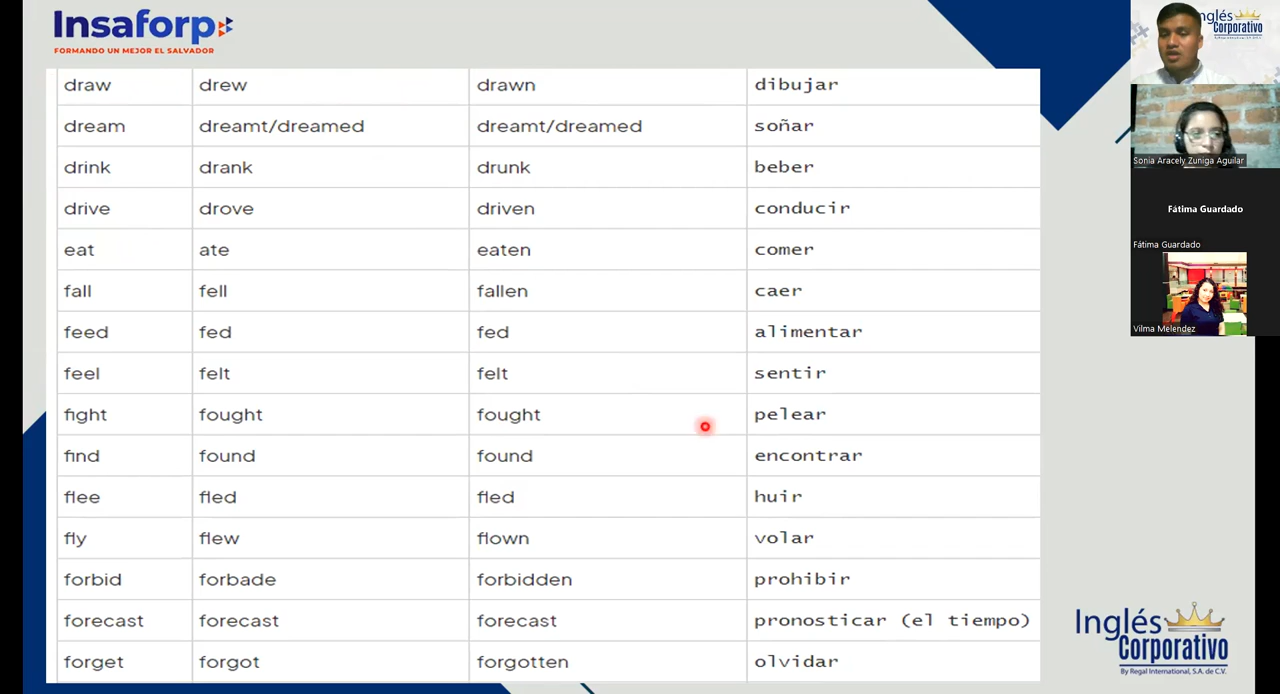 Insaforp
FORMANDO UN MEJOR EL SALVADOR
draw drew drawn dibujar
dream dreamt/dreamed dreamt/dreamed soñar
drink drank drunk beber
drive drove driven conducir
eat ate eaten comer
fall fell fallen caer
feed fed fed alimentar
feel felt felt sentir
fight fought fought pelear
find found found encontrar
flee fled fled huir
fly flew flown volar
forbid forbade forbidden prohibir
forecast forecast forecast pronosticar (el tiempo)
forget forgot forgotten olvidar
nglés
Corporativo
Sonia Aracely Zuniga Aguilar
Fátima Guardado
Fátima Guardado
Vilma Melendez
Inglés
Corporativo
By Regal International, S.A. de C.V.